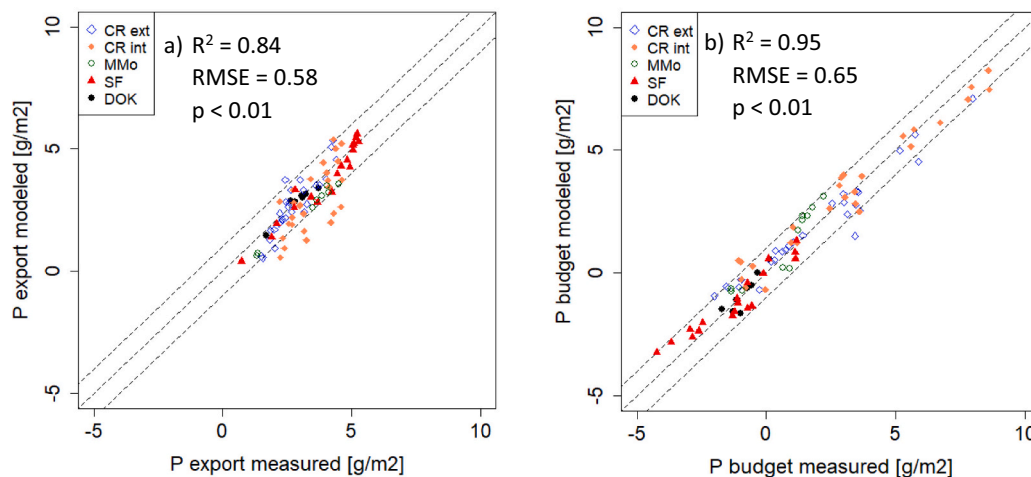 CR ext
CR int
MMo
SF
DOK
a) R² = 0.84
RMSE = 0.58
p < 0.01
10
5
0
-5
P export modeled [g/m2]
-5
0
5
10
P export measured [g/m2]
CR ext
CR int
MMo
SF
DOK
b) R² = 0.95
RMSE = 0.65
p < 0.01
10
5
0
-5
P budget modeled [g/m2]
-5
0
5
10
P budget measured [g/m2]